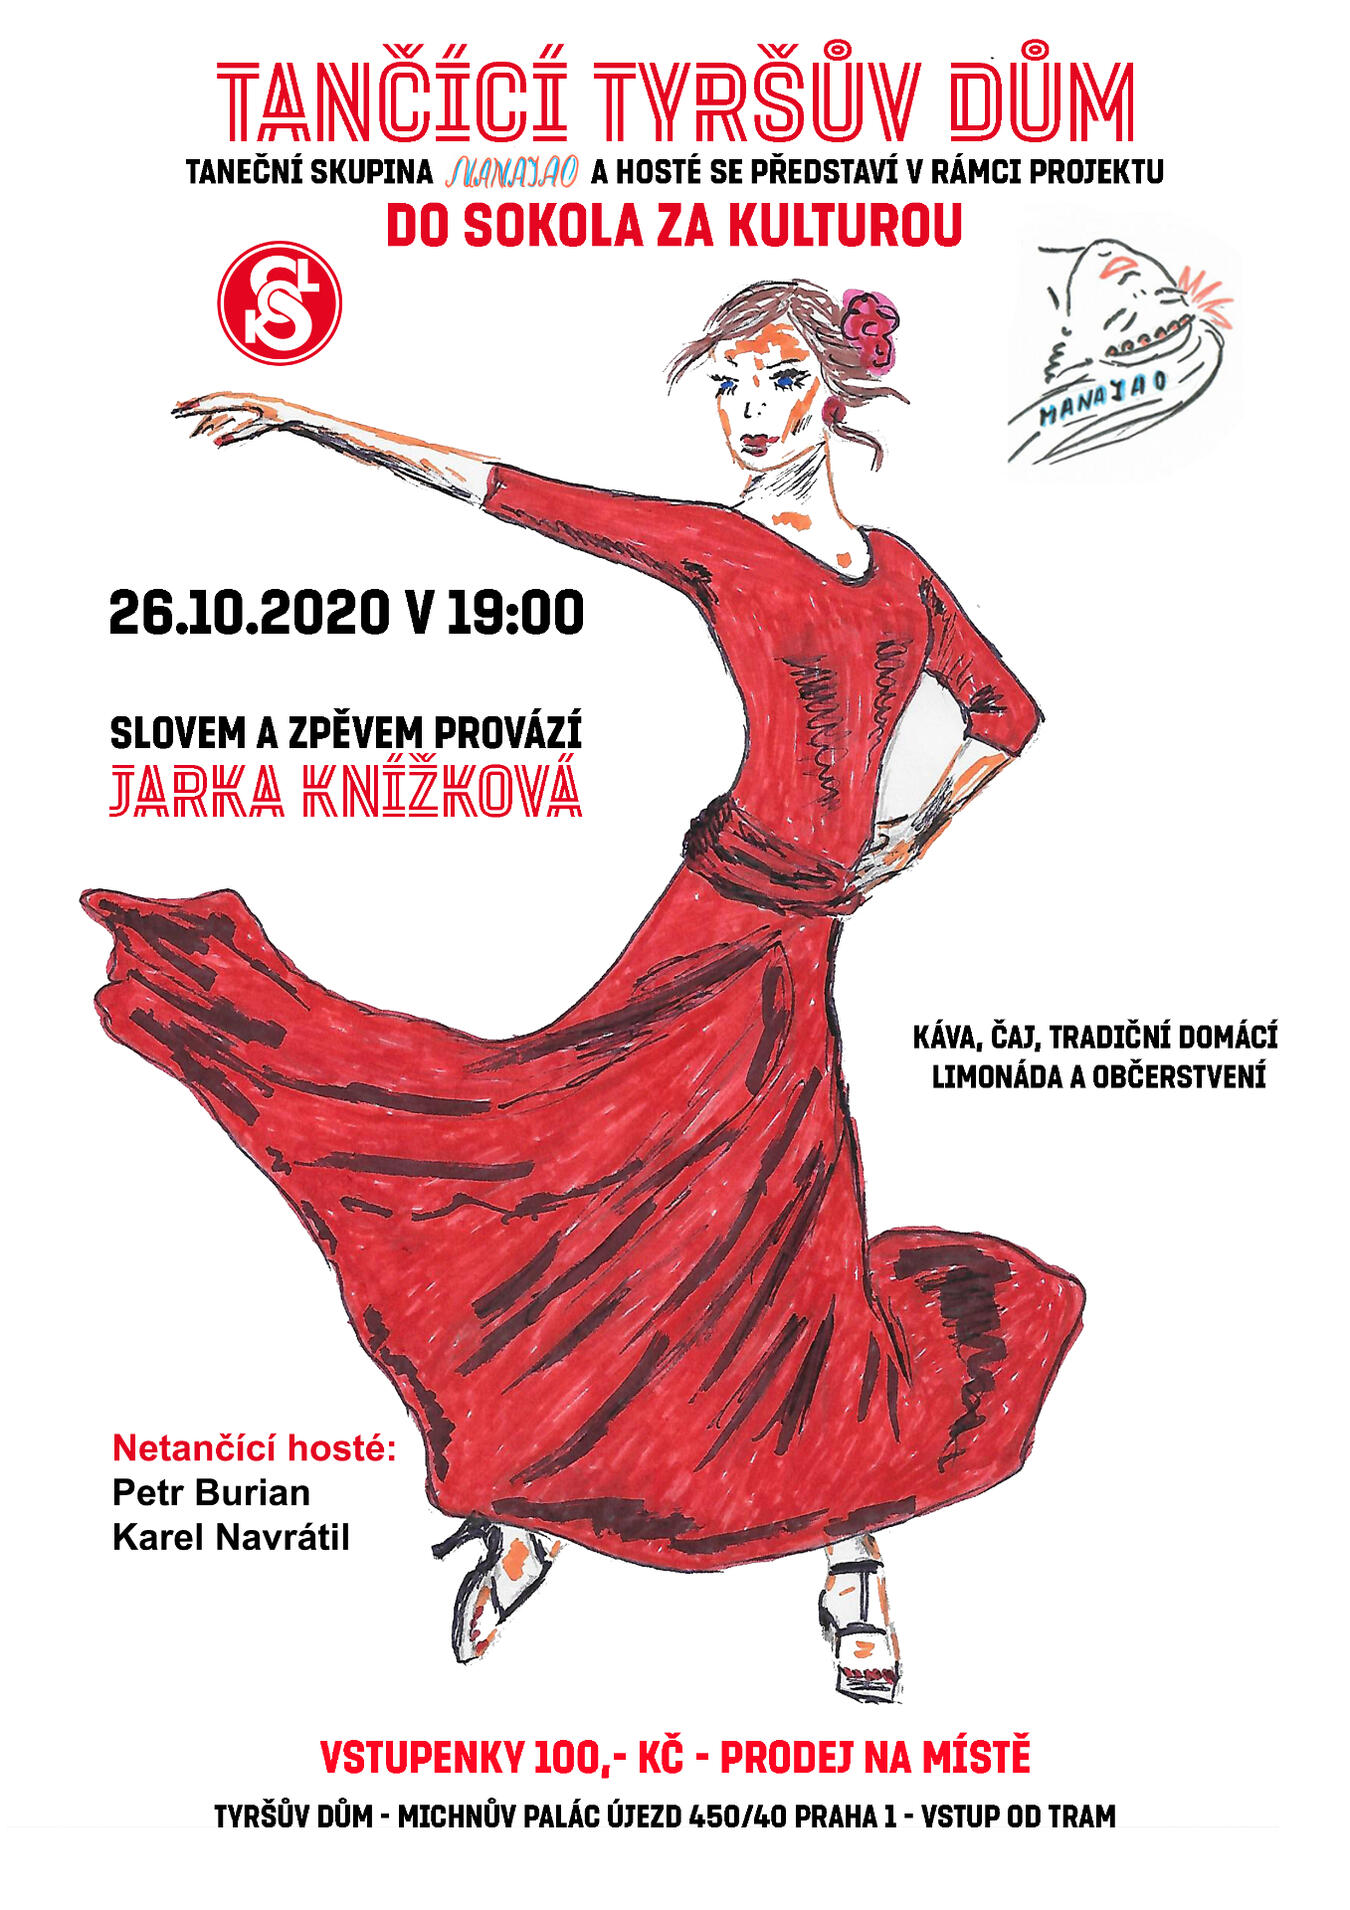 TANČÍCÍ TYRŠŮV DŮM
TANEČNÍ SKUPINA MANAJAO A HOSTÉ SE PŘEDSTAVÍ V RÁMCI PROJEKTU
DO SOKOLA ZA KULTUROU
MANAJAO
26.10.2020 V 19:00
SLOVEM A ZPĚVEM PROVÁZÍ
JARKA KNÍŽKOVÁ
KÁVA, ČAJ, TRADIČNÍ DOMÁCÍ
LIMONÁDA A OBČERSTVENÍ
Netančící hosté:
Petr Burian
Karel Navrátil
VSTUPENKY 100,- KČ - PRODEJ NA MÍSTĚ
TYRŠŮV DŮM - MICHNŮV PALÁC ÚJEZD 450/40 PRAHA 1 - VSTUP OD TRAM